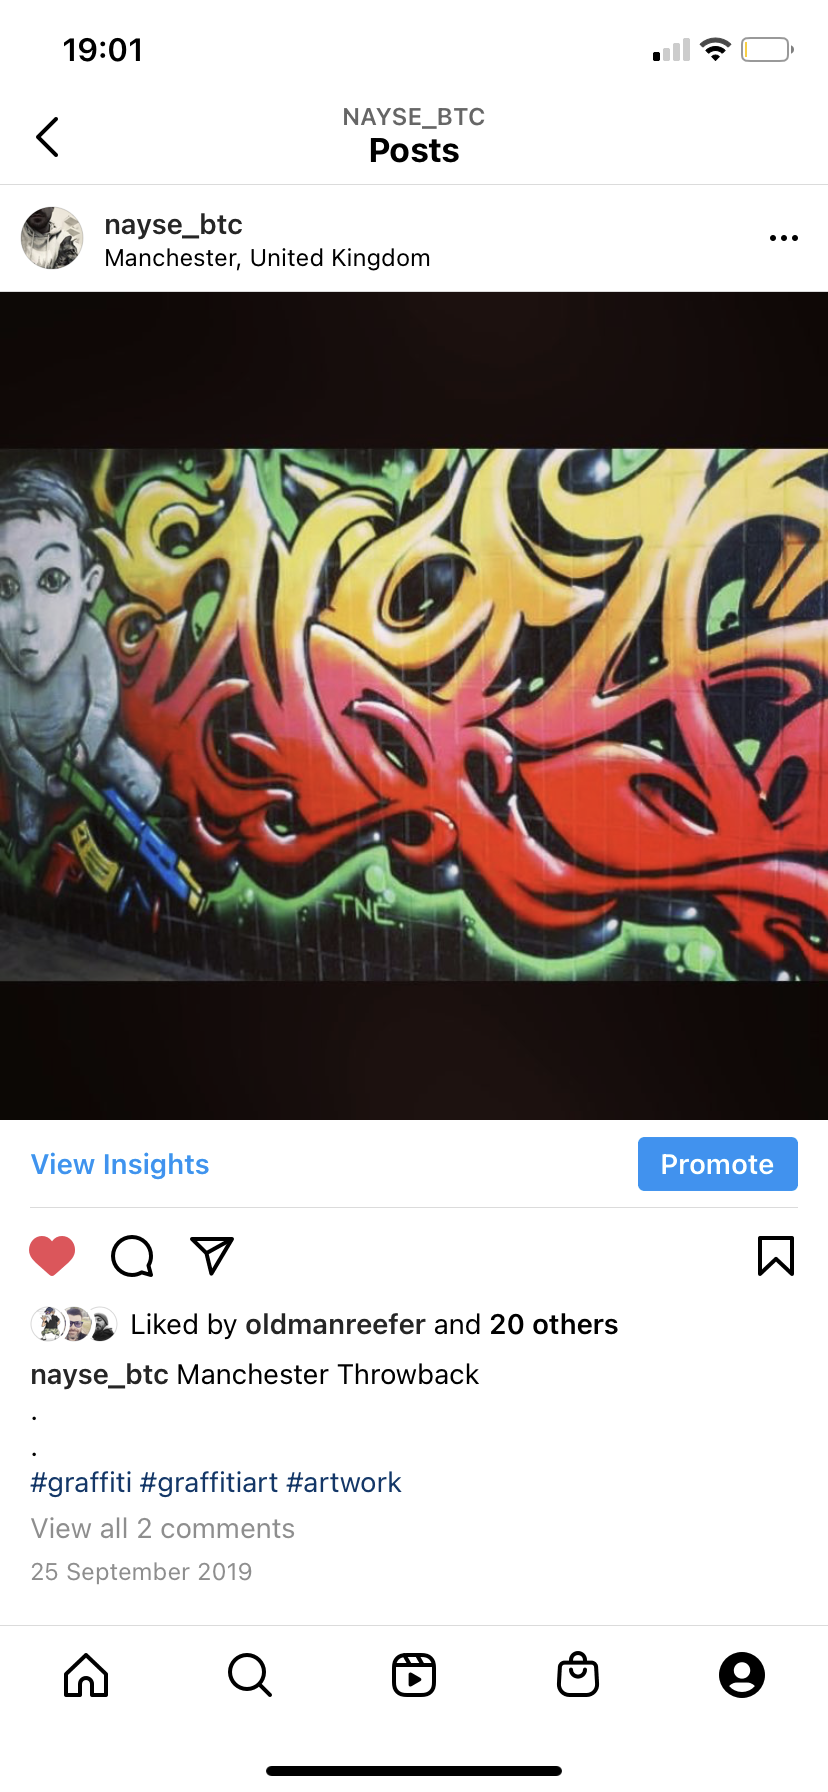 19:01
NAYSE_BTC
Posts
nayse_btc
Manchester, United Kingdom
TNC.
View Insights
Promote
Liked by oldmanreefer and 20 others
nayse_btc Manchester Throwback
.
.
#graffiti #graffitiart #artwork
View all 2 comments
25 September 2019